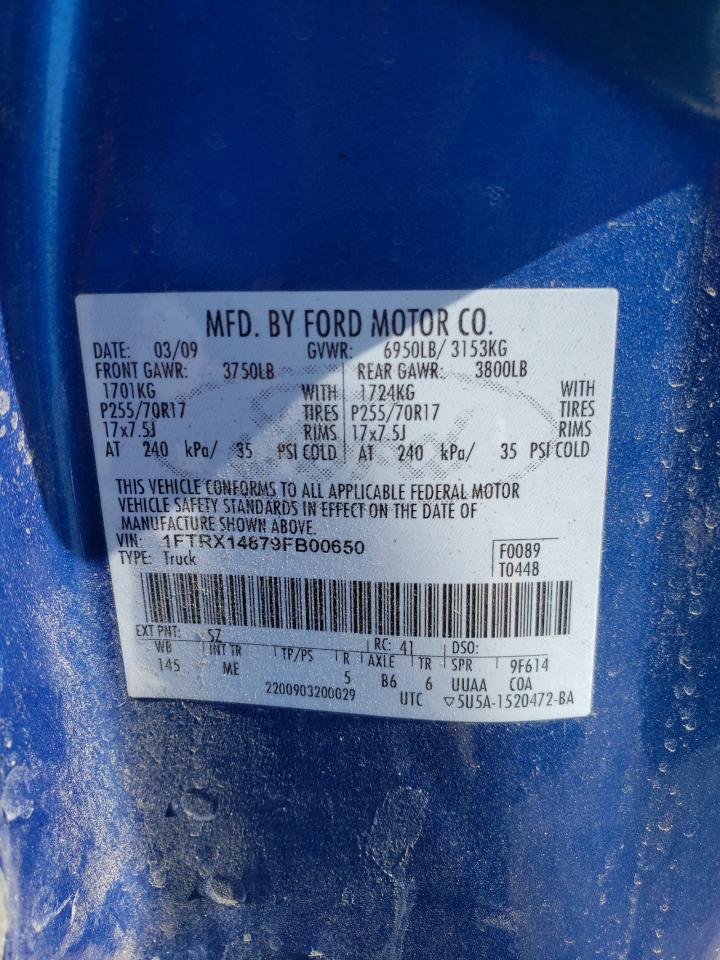 MFD. BY FORD MOTOR CO.
DATE: 03/09 GVWR: 6950LB/ 3153KG
FRONT GAWR: 3750LB REAR GAWR: 3800LB
1701KG WITH 1724KG WITH
P255/70R17 TIRES P255/70R17 TIRES
17x7.5J RIMS 17x7.5J RIMS
AT 240 kPa/ 35 PSI COLD AT 240 kPa/ 35 PSI COLD
THIS VEHICLE CONFORMS TO ALL APPLICABLE FEDERAL MOTOR
VEHICLE SAFETY STANDARDS IN EFFECT ON THE DATE OF
MANUFACTURE SHOWN ABOVE.
VIN: 1FTRX14879FB00650
TYPE: Truck
F0089
T0448
EXT PNT: SZ RC: 41 DSO:
WB INT TR TP/PS R AXLE TR SPR 9F614
145 ME 5 B6 6 UUAA COA
2200903200029 UTC ▽5U5A-1520472-BA